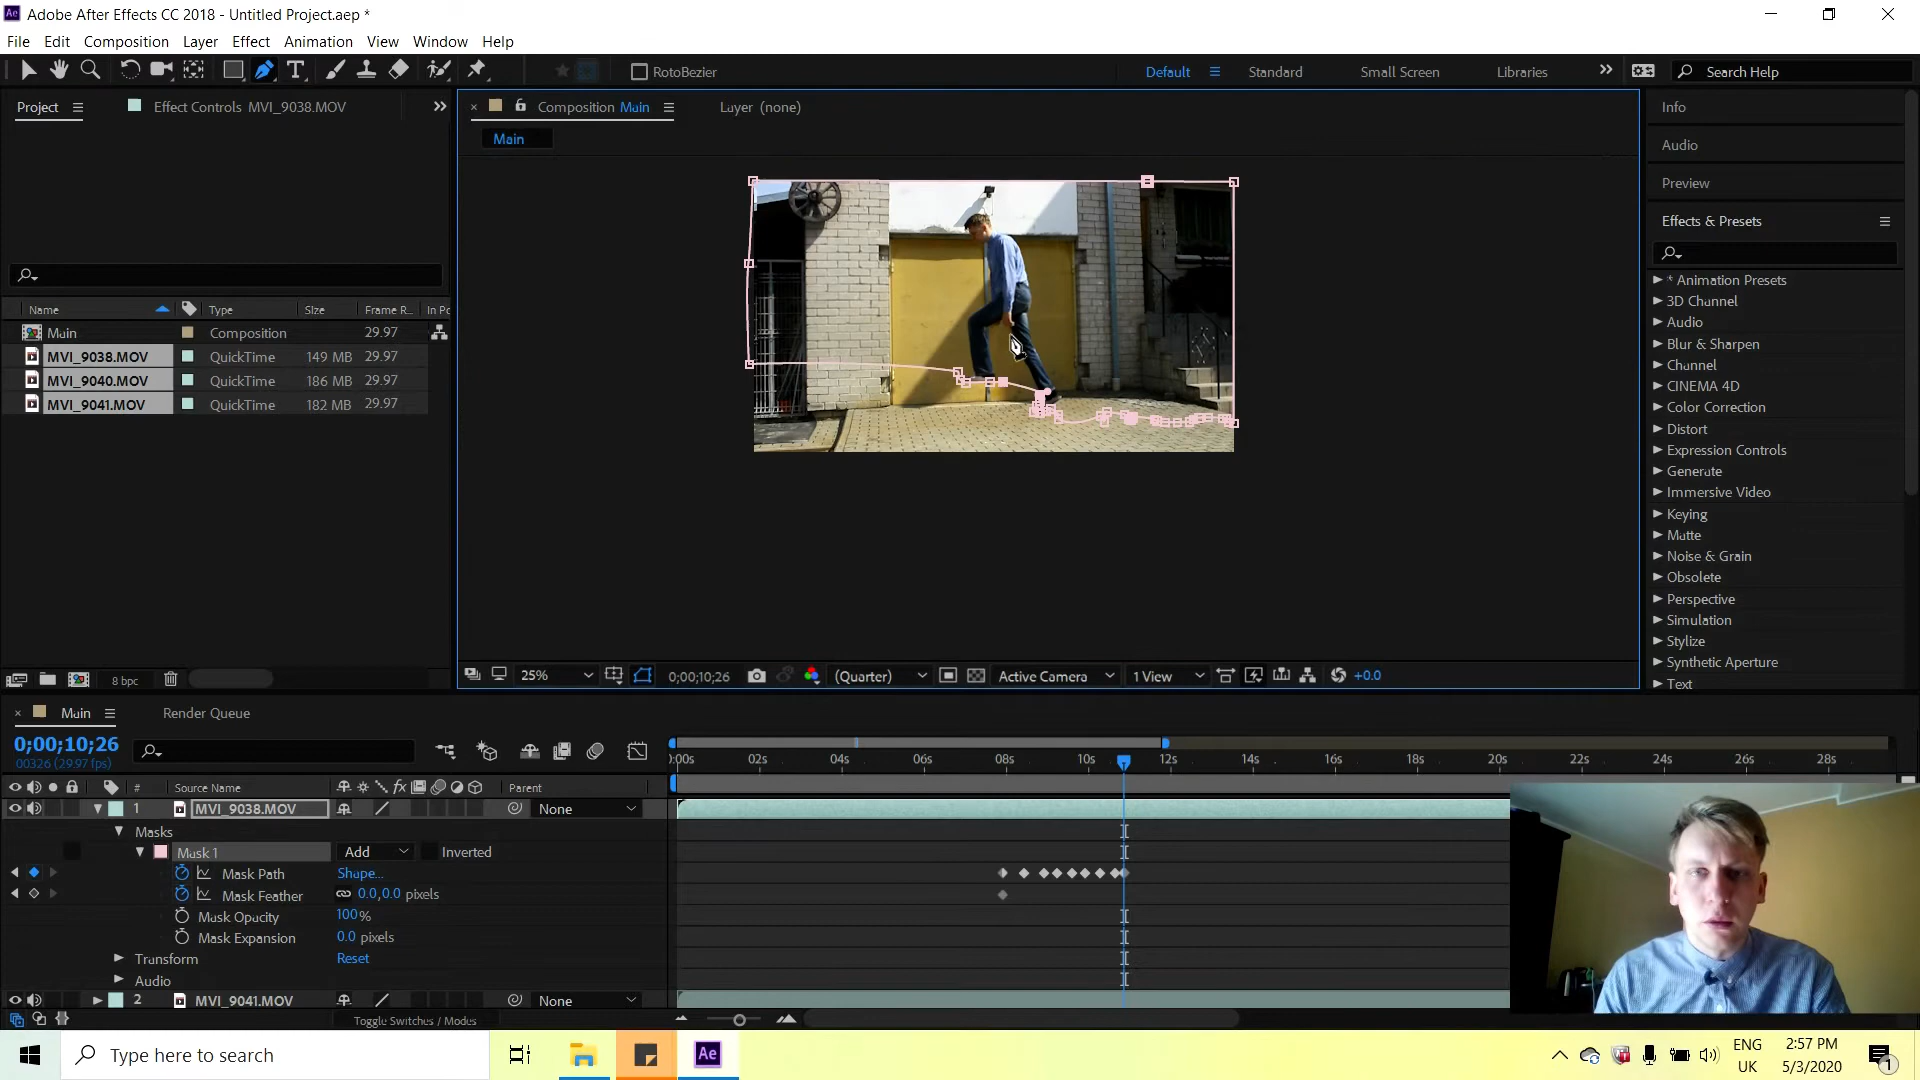 Adobe After Effects CC 2018 - Untitled Project.aep *
File Edit Composition Layer Effect Animation View Window Help
RotoBezier
Default Standard Small Screen Libraries Search Help
Project Effect Controls MVI_9038.MOV
Composition Main Layer (none)
Main
Info
Audio
Preview
Effects & Presets
* Animation Presets
3D Channel
Audio
Blur & Sharpen
Channel
CINEMA 4D
Color Correction
Distort
Expression Controls
Generate
Immersive Video
Keying
Matte
Noise & Grain
Obsolete
Perspective
Simulation
Stylize
Synthetic Aperture
Text
Name Type Size Frame R... In Po
Main Composition 29.97
MVI_9038.MOV QuickTime 149 MB 29.97
MVI_9040.MOV QuickTime 186 MB 29.97
MVI_9041.MOV QuickTime 182 MB 29.97
8 bpc
25% 0;00;10;26 (Quarter) Active Camera 1 View +0.0
Main Render Queue
0;00;10;26
00326 (29.97 fps)
0:00s 02s 04s 06s 08s 10s 12s 14s 16s 18s 20s 22s 24s 26s 28s
# Source Name Parent
1 MVI_9038.MOV None
Masks
Mask 1 Add Inverted
Mask Path Shape...
Mask Feather 0.0,0.0 pixels
Mask Opacity 100%
Mask Expansion 0.0 pixels
Transform Reset
Audio
2 MVI_9041.MOV None
Toggle Switches / Modes
Type here to search
Ae
ENG
UK
2:57 PM
5/3/2020
1